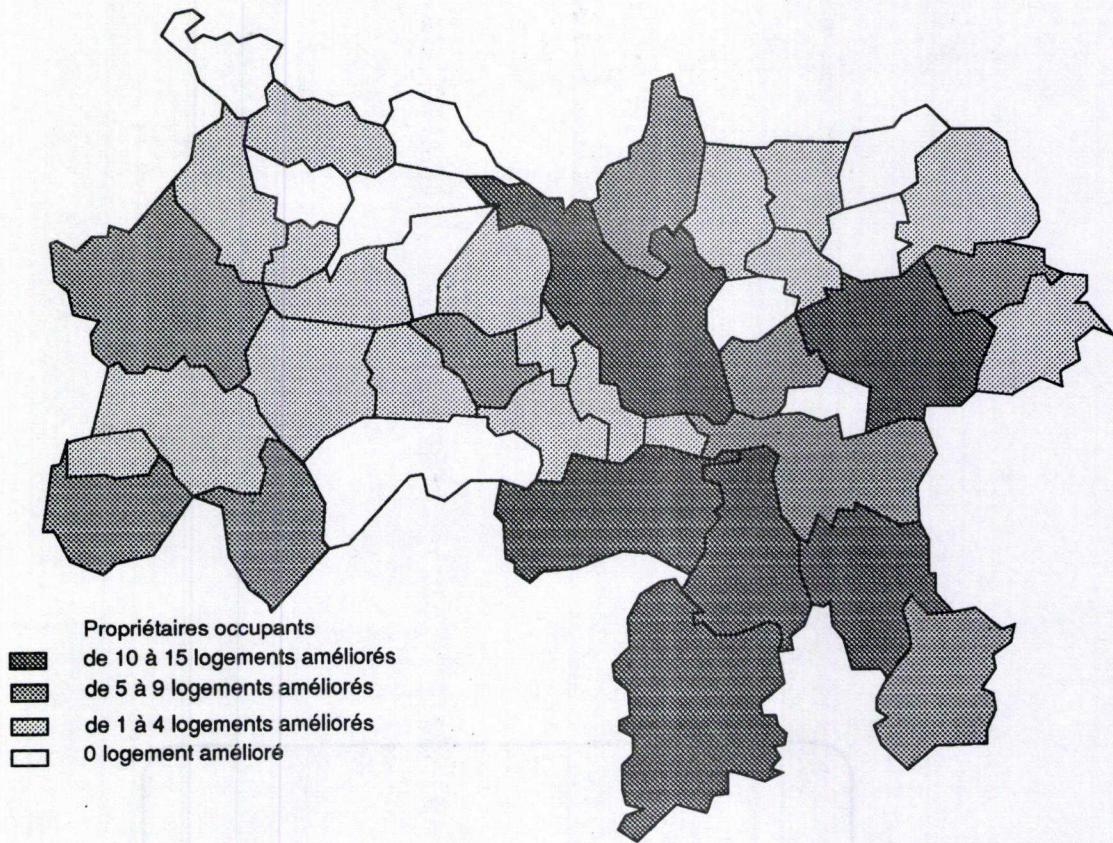 Propriétaires occupants
de 10 à 15 logements améliorés
de 5 à 9 logements améliorés
de 1 à 4 logements améliorés
0 logement amélioré